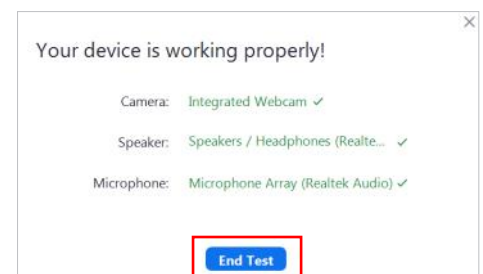 Your device is working properly!
Camera: Integrated Webcam ✓
Speaker: Speakers / Headphones (Realte... ✓
Microphone: Microphone Array (Realtek Audio) ✓
End Test